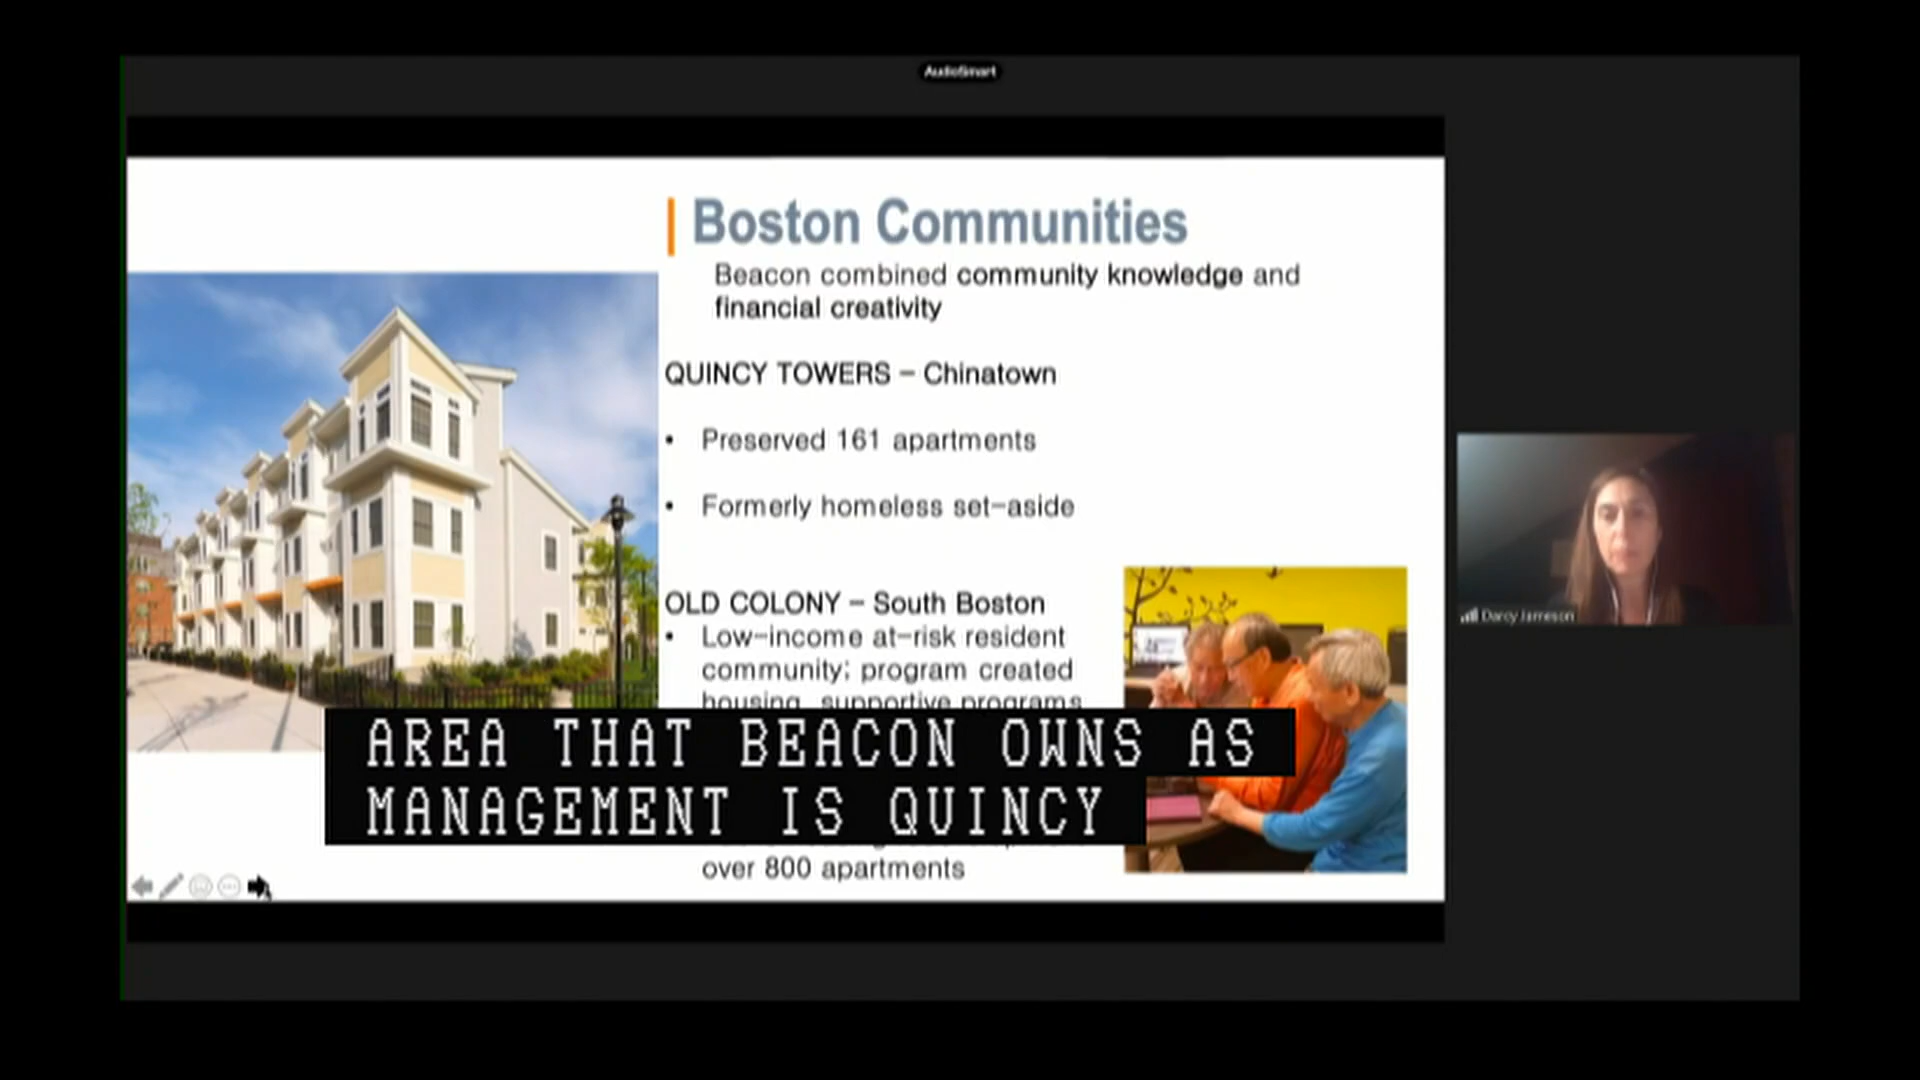 AudioSmart
Boston Communities
Beacon combined community knowledge and
financial creativity
QUINCY TOWERS – Chinatown
• Preserved 161 apartments
• Formerly homeless set-aside
OLD COLONY – South Boston
• Low-income at-risk resident
community; program created
housing, supportive programs
over 800 apartments
AREA THAT BEACON OWNS AS
MANAGEMENT IS QUINCY
Darcy Jameson